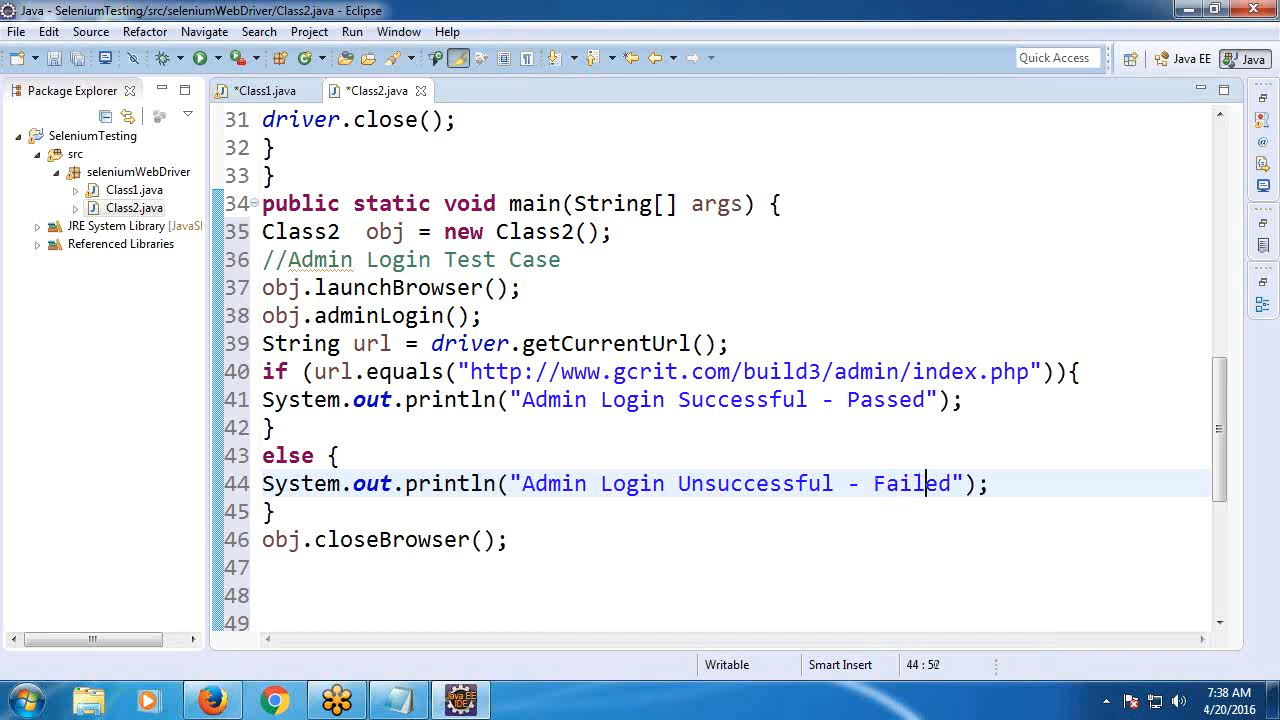 Java - SeleniumTesting/src/seleniumWebDriver/Class2.java - Eclipse
File Edit Source Refactor Navigate Search Project Run Window Help
Quick Access
Java EE
Java
Package Explorer
*Class1.java
*Class2.java
SeleniumTesting
src
seleniumWebDriver
Class1.java
Class2.java
JRE System Library [JavaS
Referenced Libraries
31 driver.close();
32 }
33 }
34 public static void main(String[] args) {
35 Class2  obj = new Class2();
36 //Admin Login Test Case
37 obj.launchBrowser();
38 obj.adminLogin();
39 String url = driver.getCurrentUrl();
40 if (url.equals("http://www.gcrit.com/build3/admin/index.php")){
41 System.out.println("Admin Login Successful - Passed");
42 }
43 else {
44 System.out.println("Admin Login Unsuccessful - Failed");
45 }
46 obj.closeBrowser();
47
48
49
Writable
Smart Insert
44 : 52
Java EE
IDE
7:38 AM
4/20/2016